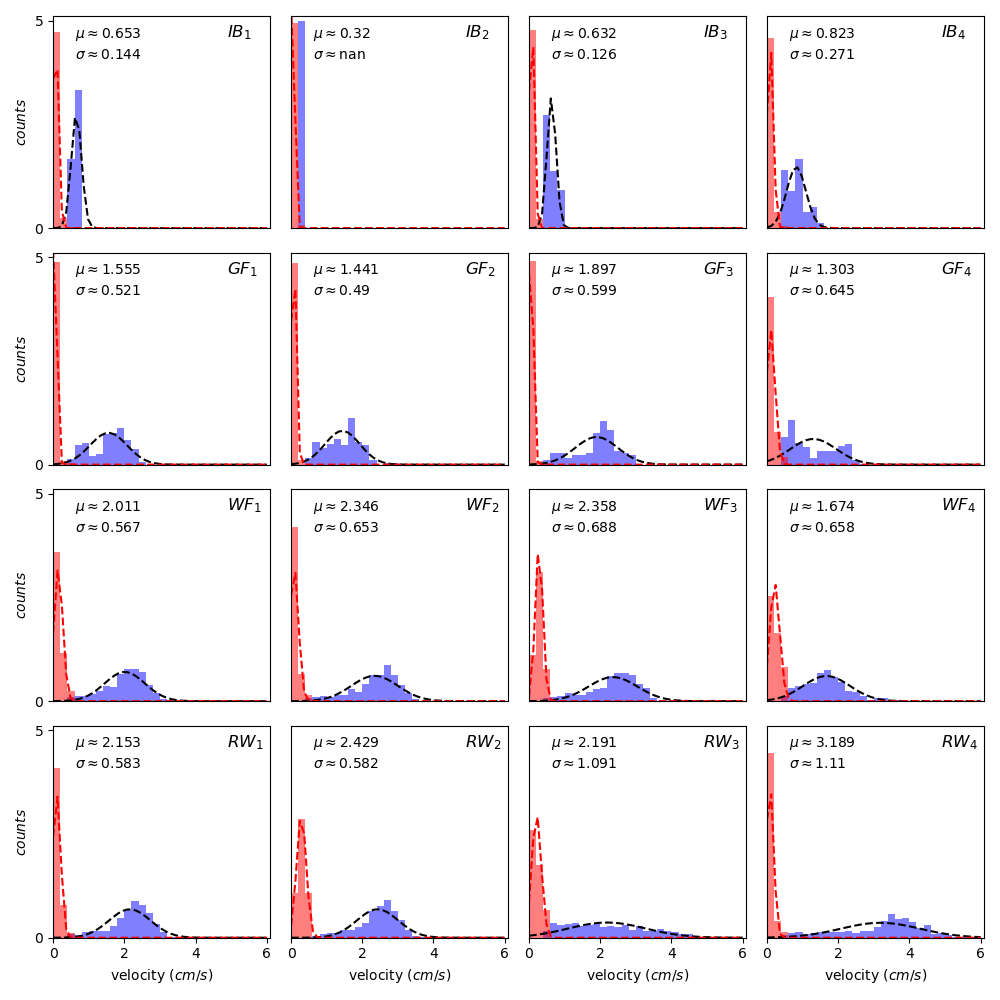 5
μ ≈ 0.653 IB₁
σ ≈ 0.144
μ ≈ 0.32 IB₂
σ ≈ nan
μ ≈ 0.632 IB₃
σ ≈ 0.126
μ ≈ 0.823 IB₄
σ ≈ 0.271
counts
0
5
μ ≈ 1.555 GF₁
σ ≈ 0.521
μ ≈ 1.441 GF₂
σ ≈ 0.49
μ ≈ 1.897 GF₃
σ ≈ 0.599
μ ≈ 1.303 GF₄
σ ≈ 0.645
counts
0
5
μ ≈ 2.011 WF₁
σ ≈ 0.567
μ ≈ 2.346 WF₂
σ ≈ 0.653
μ ≈ 2.358 WF₃
σ ≈ 0.688
μ ≈ 1.674 WF₄
σ ≈ 0.658
counts
0
5
μ ≈ 2.153 RW₁
σ ≈ 0.583
μ ≈ 2.429 RW₂
σ ≈ 0.582
μ ≈ 2.191 RW₃
σ ≈ 1.091
μ ≈ 3.189 RW₄
σ ≈ 1.11
counts
0
0 2 4 6
0 2 4 6
0 2 4 6
0 2 4 6
velocity (cm/s)
velocity (cm/s)
velocity (cm/s)
velocity (cm/s)